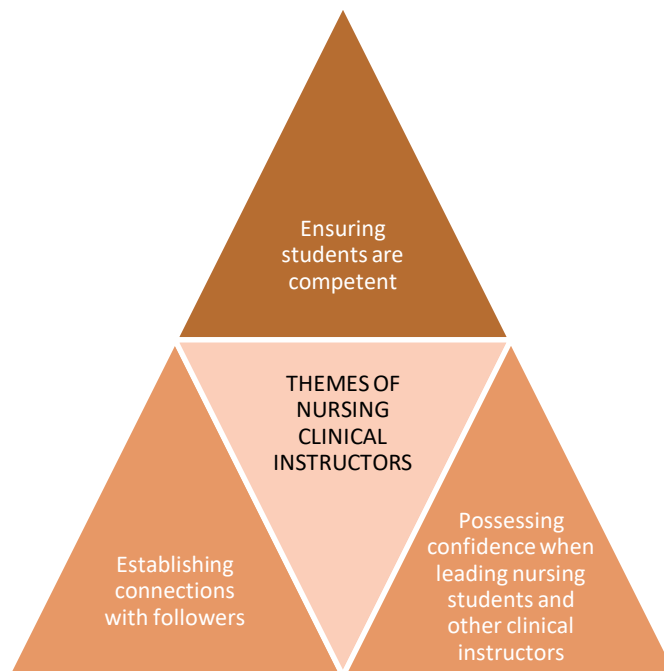 Ensuring
students are
competent
THEMES OF
NURSING
CLINICAL
INSTRUCTORS
Establishing
connections
with followers
Possessing
confidence when
leading nursing
students and
other clinical
instructors